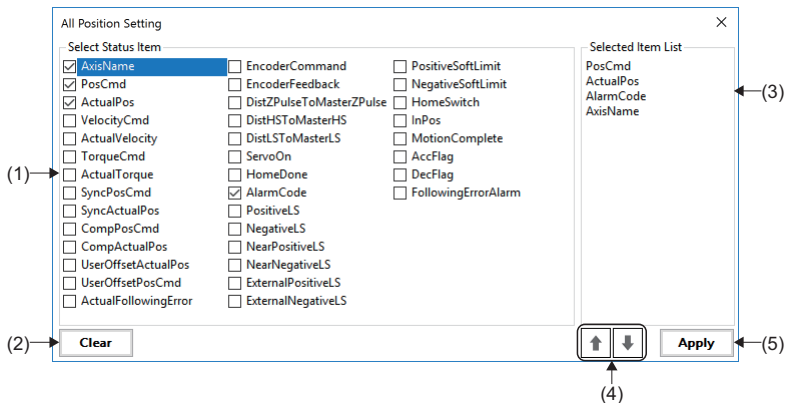 All Position Setting
Select Status Item
AxisName
PosCmd
ActualPos
VelocityCmd
ActualVelocity
TorqueCmd
ActualTorque
SyncPosCmd
SyncActualPos
CompPosCmd
CompActualPos
UserOffsetActualPos
UserOffsetPosCmd
ActualFollowingError
EncoderCommand
EncoderFeedback
DistZPulseToMasterZPulse
DistHSToMasterHS
DistLSToMasterLS
ServoOn
HomeDone
AlarmCode
PositiveLS
NegativeLS
NearPositiveLS
NearNegativeLS
ExternalPositiveLS
ExternalNegativeLS
PositiveSoftLimit
NegativeSoftLimit
HomeSwitch
InPos
MotionComplete
AccFlag
DecFlag
FollowingErrorAlarm
Selected Item List
PosCmd
ActualPos
AlarmCode
AxisName
(1)
(3)
(2)
Clear
Apply
(5)
(4)